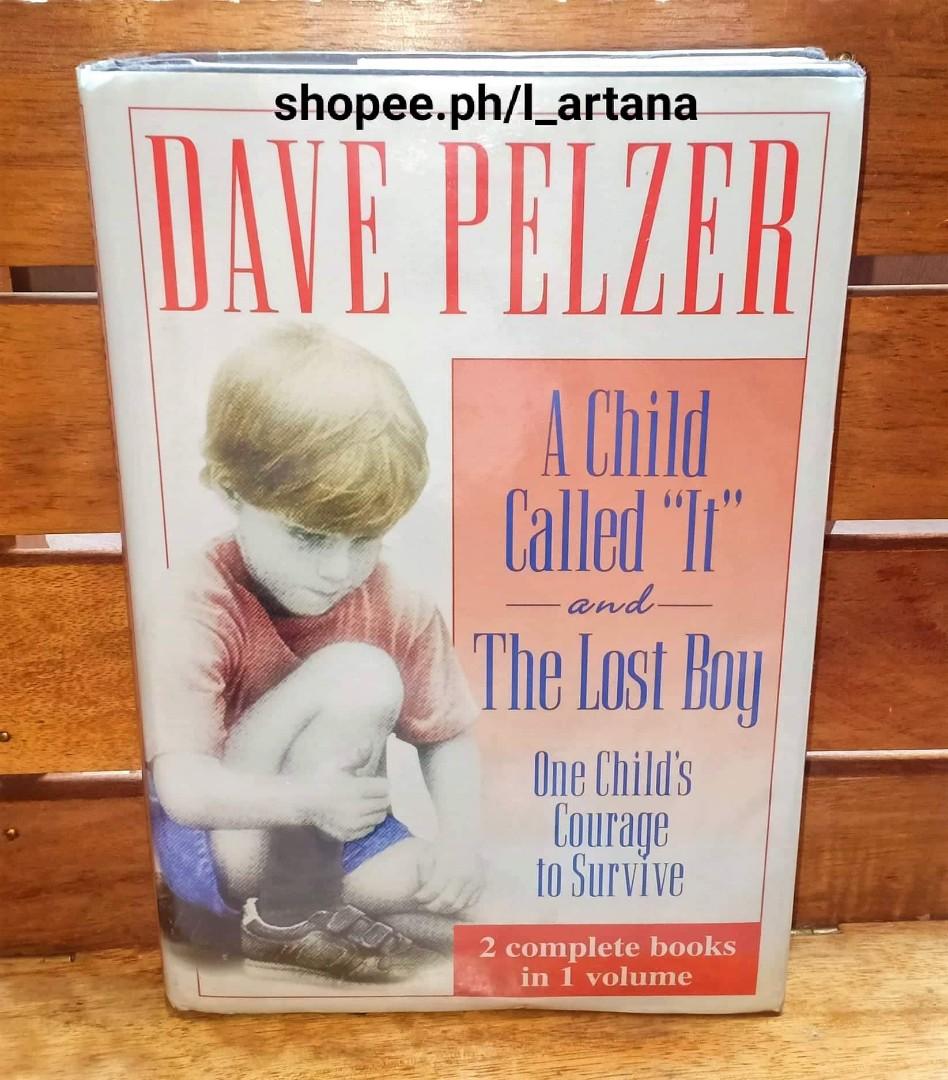 shopee.ph/l_artana
DAVE PELZER
A Child
Called “It”
and
The Lost Boy
One Child's
Courage
to Survive
2 complete books
in 1 volume